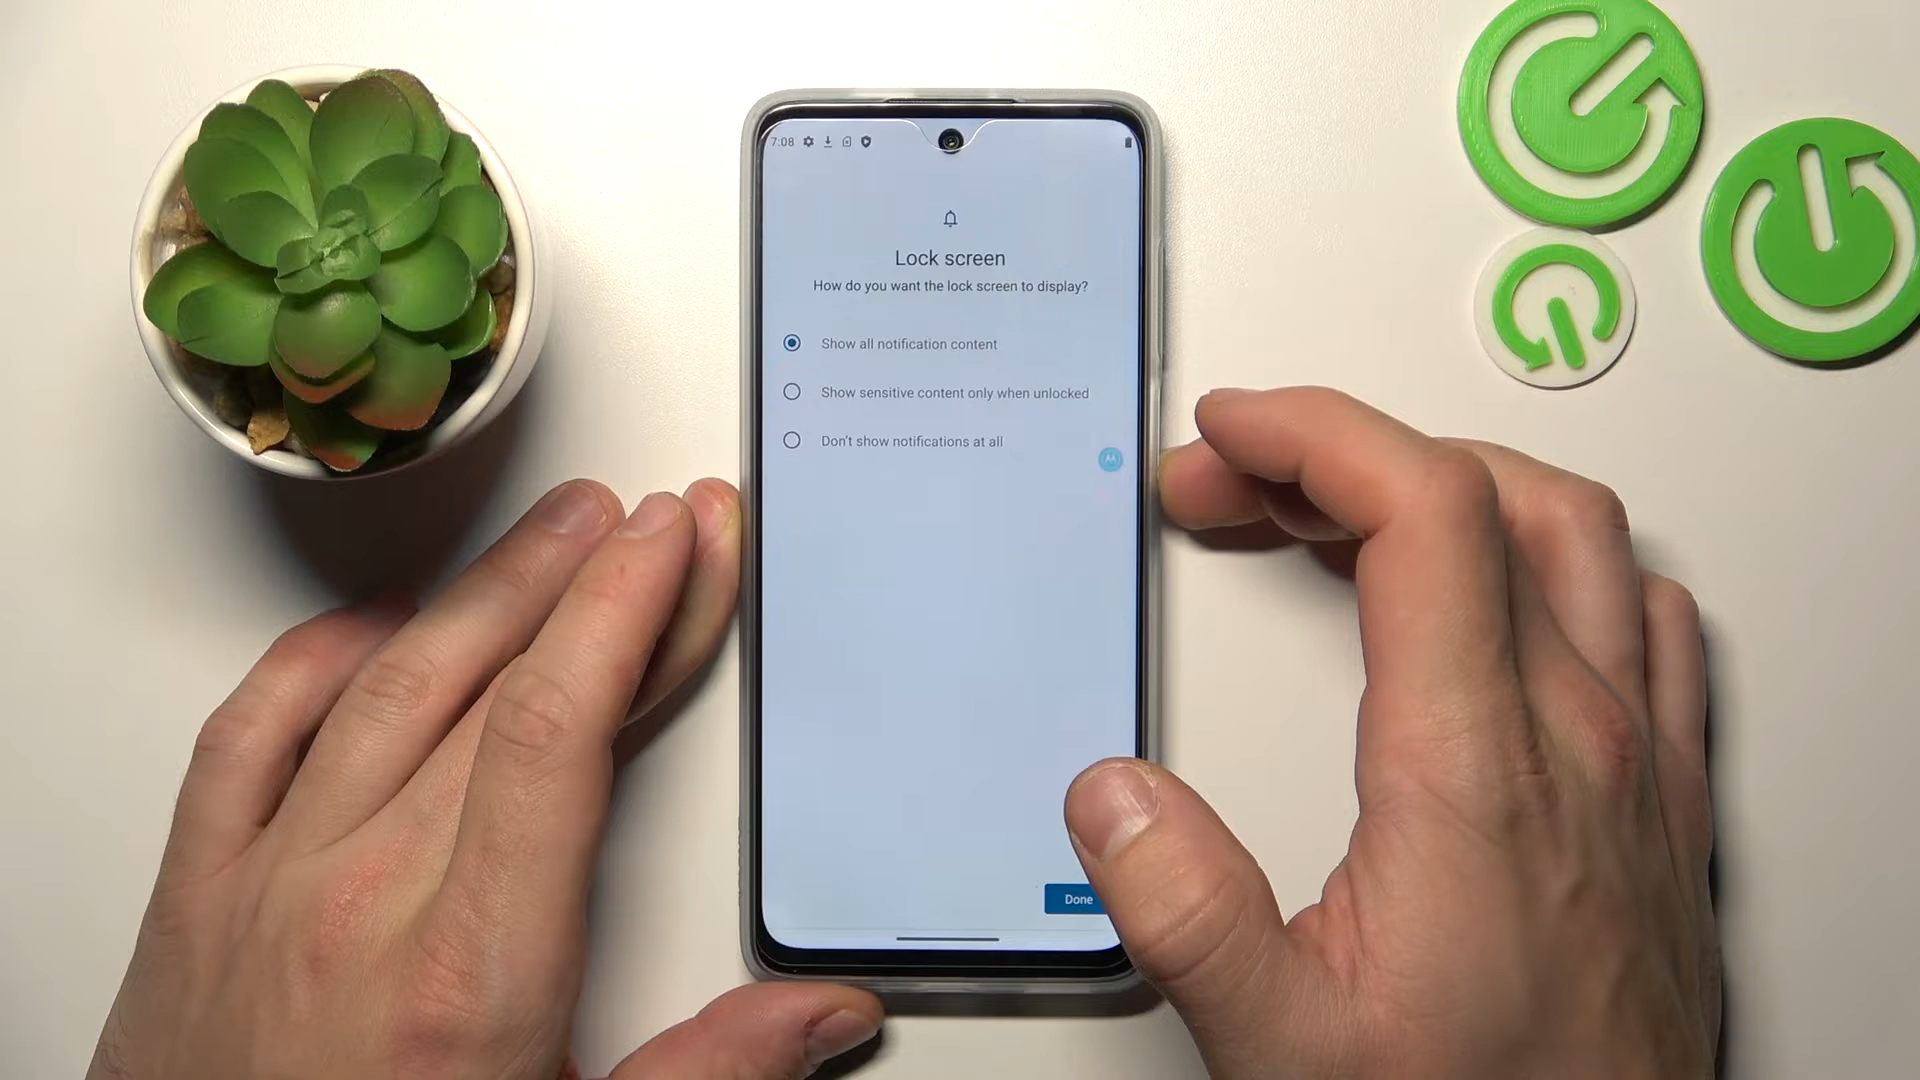 7:08
Lock screen
How do you want the lock screen to display?
Show all notification content
Show sensitive content only when unlocked
Don't show notifications at all
Done